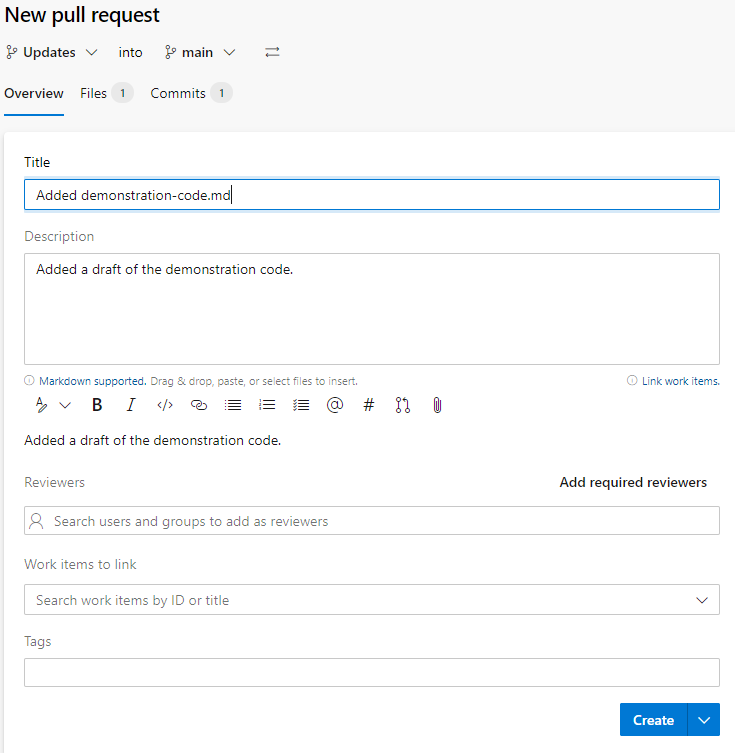 New pull request
Updates into main
Overview Files 1 Commits 1
Title
Added demonstration-code.md
Description
Added a draft of the demonstration code.
Markdown supported. Drag & drop, paste, or select files to insert. Link work items.
B I </> @ #
Added a draft of the demonstration code.
Reviewers Add required reviewers
Search users and groups to add as reviewers
Work items to link
Search work items by ID or title
Tags
Create